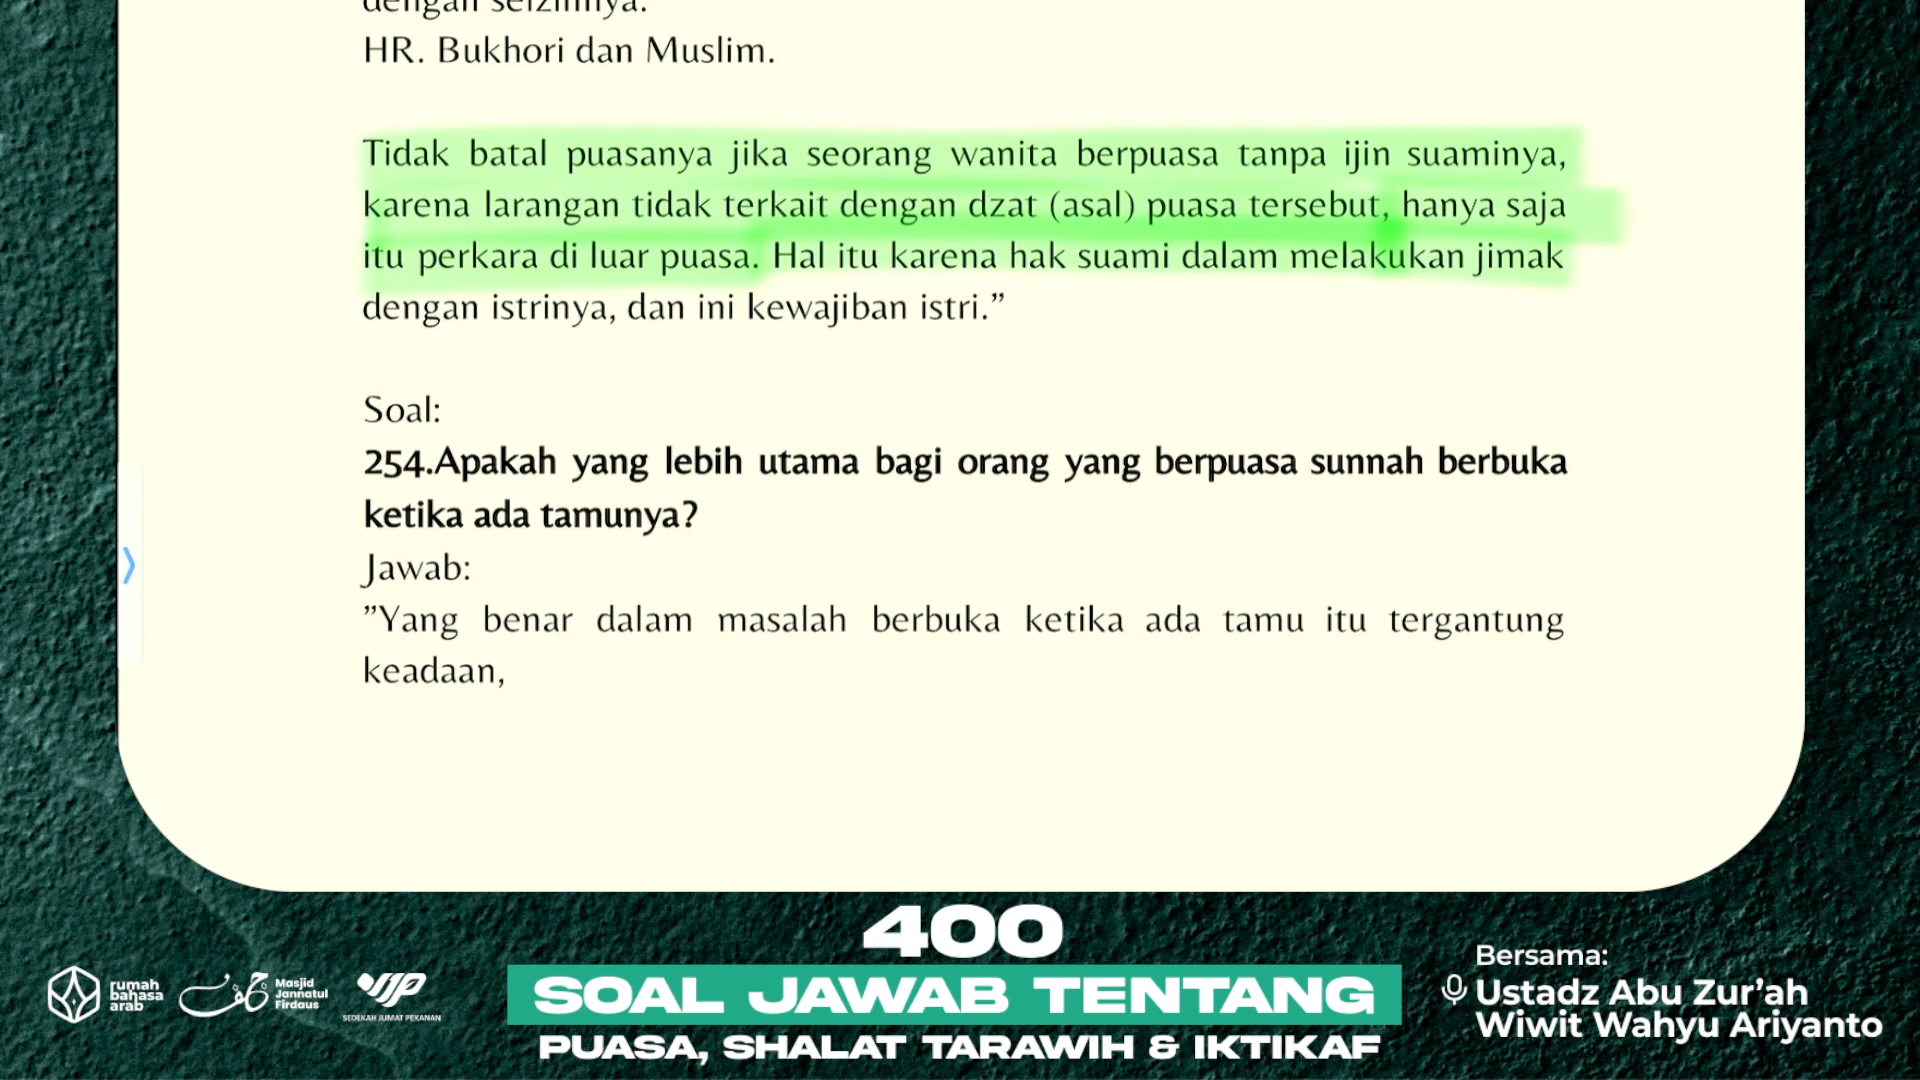 dengan seizinnya.
HR. Bukhori dan Muslim.
Tidak batal puasanya jika seorang wanita berpuasa tanpa ijin suaminya,
karena larangan tidak terkait dengan dzat (asal) puasa tersebut, hanya saja
itu perkara di luar puasa. Hal itu karena hak suami dalam melakukan jimak
dengan istrinya, dan ini kewajiban istri.”
Soal:
254.Apakah yang lebih utama bagi orang yang berpuasa sunnah berbuka
ketika ada tamunya?
Jawab:
”Yang benar dalam masalah berbuka ketika ada tamu itu tergantung
keadaan,
400
SOAL JAWAB TENTANG
PUASA, SHALAT TARAWIH & IKTIKAF
rumah
bahasa
arab
Masjid
Jannatul
Firdaus
SJP
SEDEKAH JUMAT PEKANAN
Bersama:
Ustadz Abu Zur’ah
Wiwit Wahyu Ariyanto